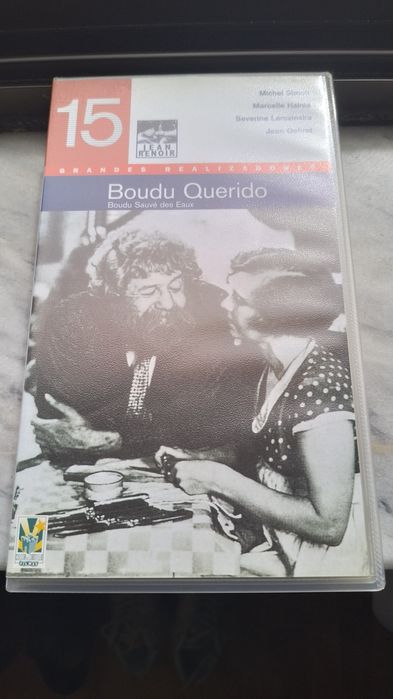 15
JEAN
RENOIR
Michel Simon
Marcelle Hainia
Severine Lerczinska
Jean Gehret
GRANDES REALIZADORES
Boudu Querido
Boudu Sauvé des Eaux